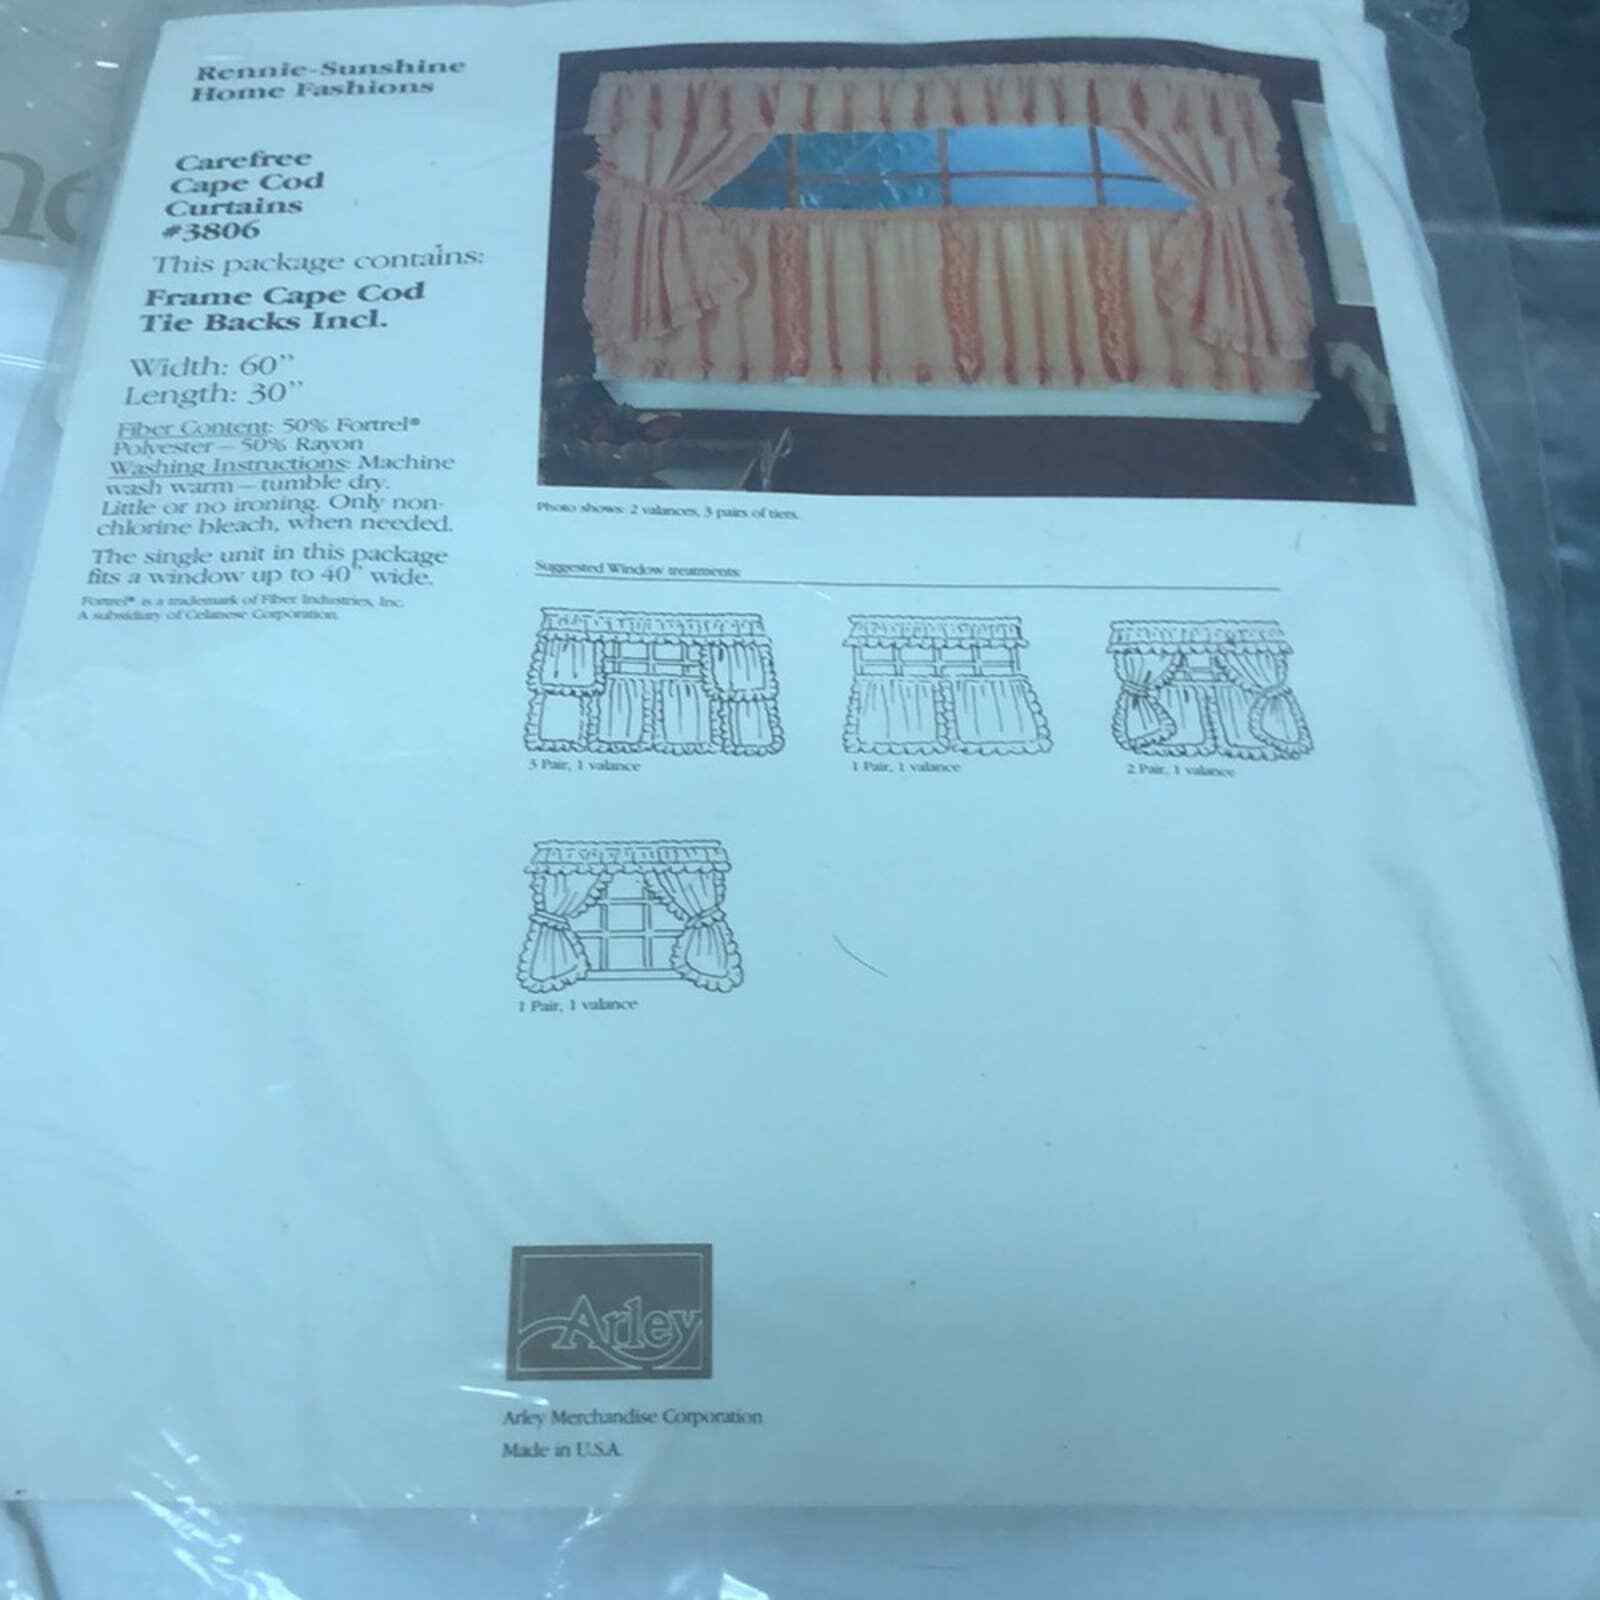 Rennie-Sunshine
Home Fashions
Carefree
Cape Cod
Curtains
#3806
This package contains:
Frame Cape Cod
Tie Backs Incl.
Width: 60"
Length: 30"
Fiber Content: 50% Fortrel®
Polyester – 50% Rayon
Washing Instructions: Machine
wash warm – tumble dry.
Little or no ironing. Only non-
chlorine bleach, when needed.
The single unit in this package
fits a window up to 40" wide.
Fortrel® is a trademark of Fiber Industries, Inc.
A subsidiary of Celanese Corporation.
Photo shows: 2 valances, 3 pairs of tiers.
Suggested Window treatments:
3 Pair, 1 valance
1 Pair, 1 valance
2 Pair, 1 valance
1 Pair, 1 valance
Arley
Arley Merchandise Corporation
Made in U.S.A.